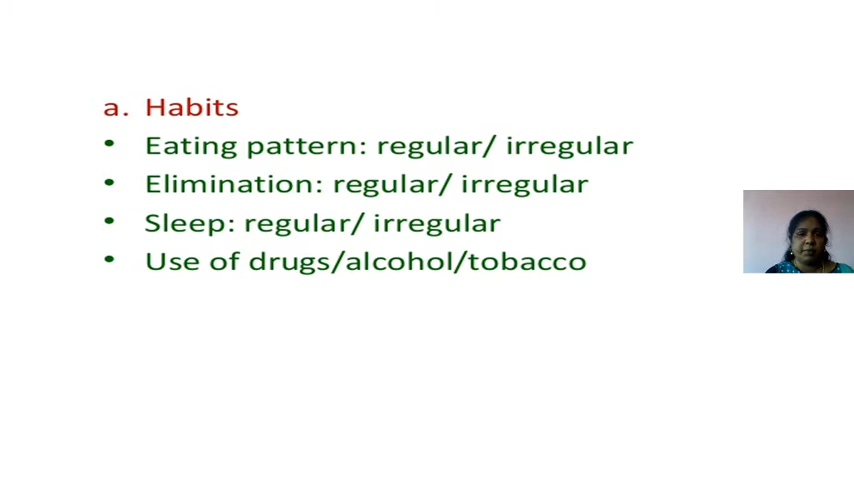 a. Habits
• Eating pattern: regular/ irregular
• Elimination: regular/ irregular
• Sleep: regular/ irregular
• Use of drugs/alcohol/tobacco